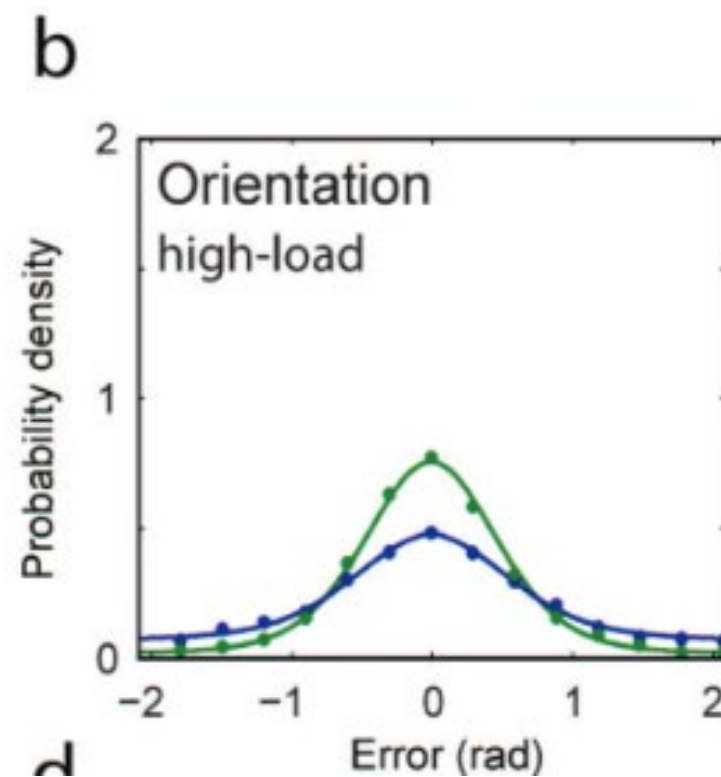 b
2
Orientation
high-load
Probability density
1
0
−2 −1 0 1 2
Error (rad)
d